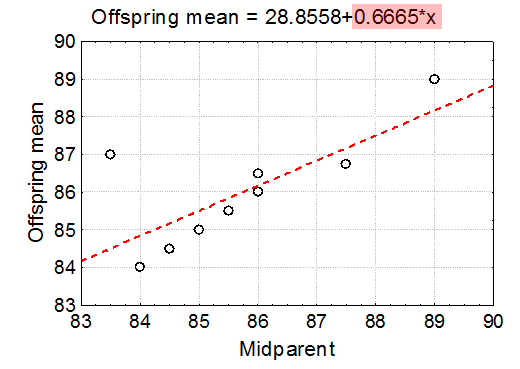 Offspring mean = 28.8558+0.6665*x
90
89
88
87
86
85
84
83
Offspring mean
83 84 85 86 87 88 89 90
Midparent